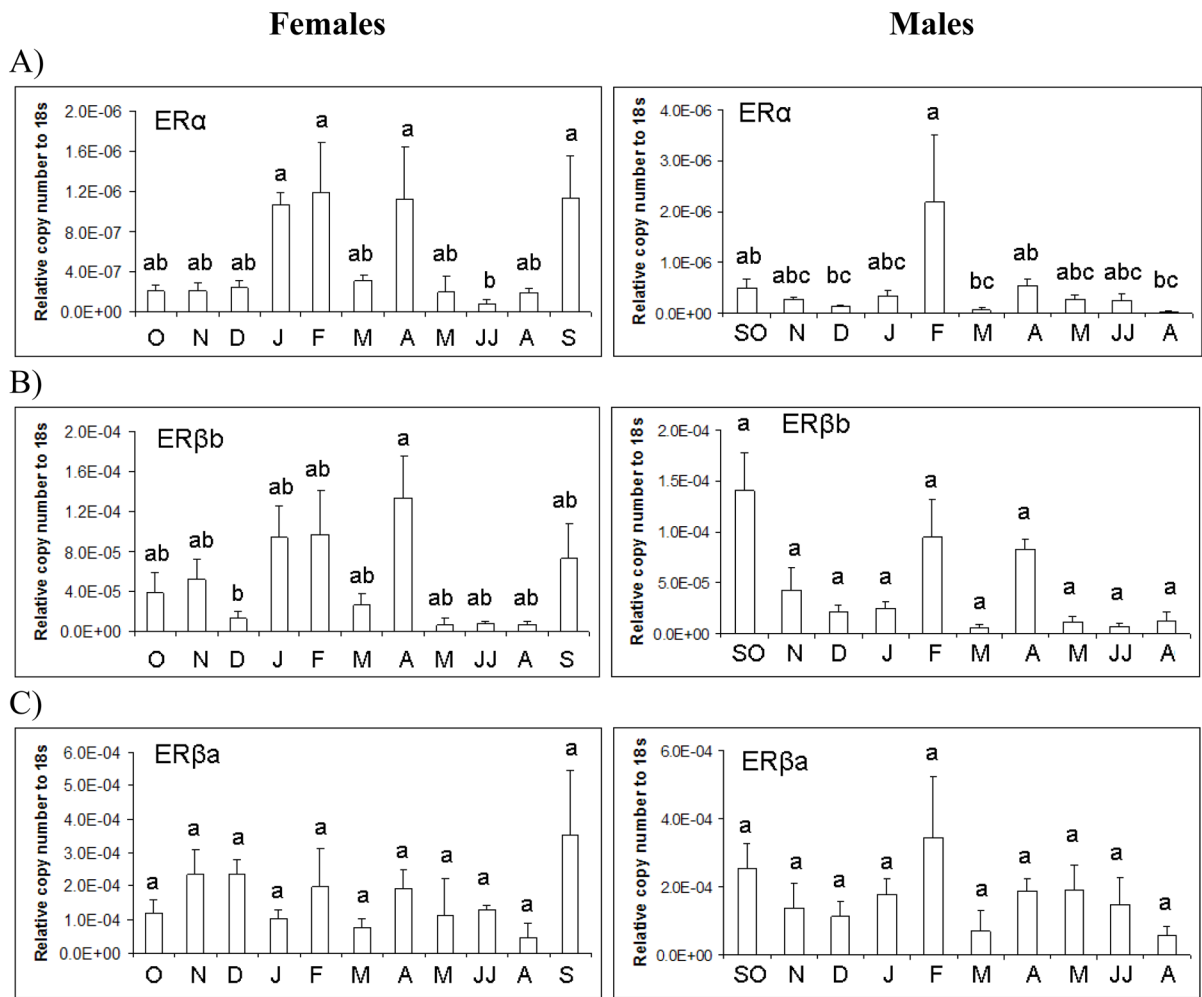 Females Males
A)
ERα
Relative copy number to 18s
2.0E-06
1.6E-06
1.2E-06
8.0E-07
4.0E-07
0.0E+00
ab ab ab a a ab a ab b ab a
O N D J F M A M JJ A S
ERα
Relative copy number to 18s
4.0E-06
3.0E-06
2.0E-06
1.0E-06
0.0E+00
ab abc bc abc a bc ab abc abc bc
SO N D J F M A M JJ A
B)
ERβb
Relative copy number to 18s
2.0E-04
1.6E-04
1.2E-04
8.0E-05
4.0E-05
0.0E+00
ab ab b ab ab ab a ab ab ab ab
O N D J F M A M JJ A S
ERβb
Relative copy number to 18s
2.0E-04
1.5E-04
1.0E-04
5.0E-05
0.0E+00
a a a a a a a a a a
SO N D J F M A M JJ A
C)
ERβa
Relative copy number to 18s
6.0E-04
5.0E-04
4.0E-04
3.0E-04
2.0E-04
1.0E-04
0.0E+00
a a a a a a a a a a a
O N D J F M A M JJ A S
ERβa
Relative copy number to 18s
6.0E-04
4.0E-04
2.0E-04
0.0E+00
a a a a a a a a a a
SO N D J F M A M JJ A